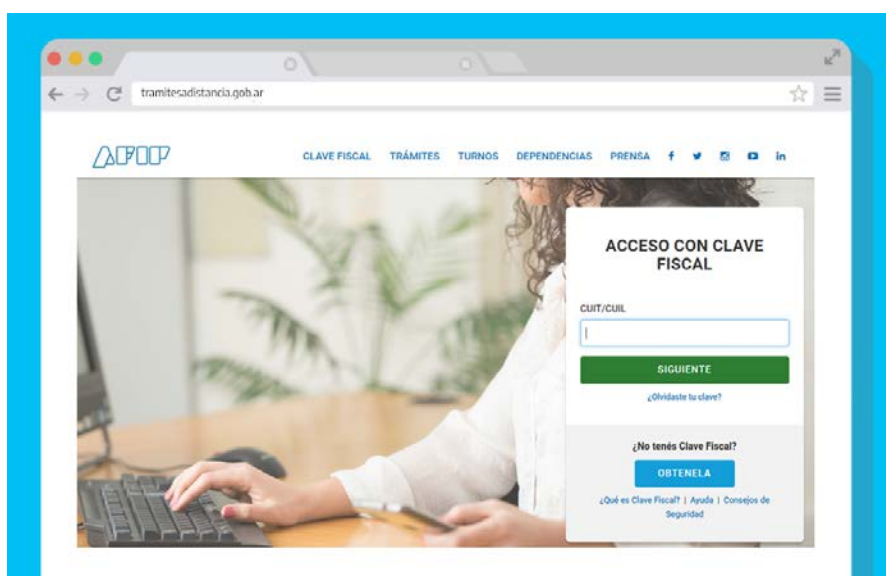 tramitesadistancia.gob.ar
AFIP
CLAVE FISCAL TRÁMITES TURNOS DEPENDENCIAS PRENSA
ACCESO CON CLAVE
FISCAL
CUIT/CUIL
SIGUIENTE
¿Olvidaste tu clave?
¿No tenés Clave Fiscal?
OBTENELA
¿Qué es Clave Fiscal? | Ayuda | Consejos de
Seguridad